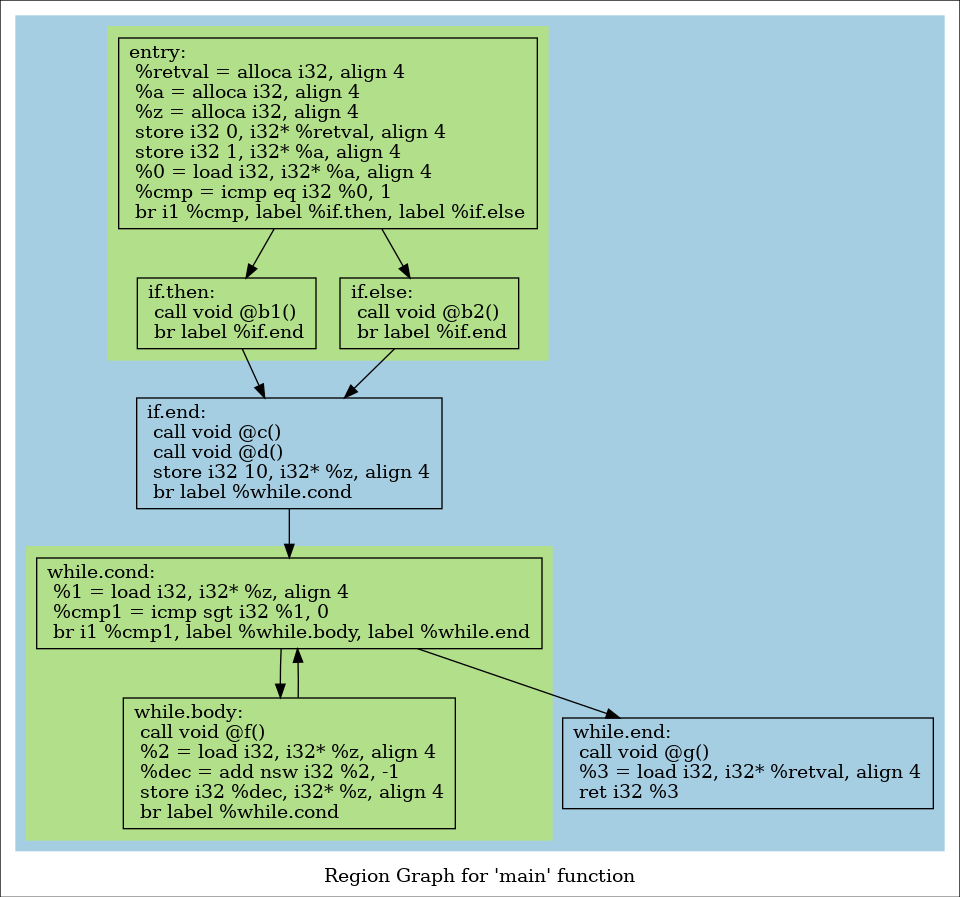 entry:
%retval = alloca i32, align 4
%a = alloca i32, align 4
%z = alloca i32, align 4
store i32 0, i32* %retval, align 4
store i32 1, i32* %a, align 4
%0 = load i32, i32* %a, align 4
%cmp = icmp eq i32 %0, 1
br i1 %cmp, label %if.then, label %if.else
if.then:
call void @b1()
br label %if.end
if.else:
call void @b2()
br label %if.end
if.end:
call void @c()
call void @d()
store i32 10, i32* %z, align 4
br label %while.cond
while.cond:
%1 = load i32, i32* %z, align 4
%cmp1 = icmp sgt i32 %1, 0
br i1 %cmp1, label %while.body, label %while.end
while.body:
call void @f()
%2 = load i32, i32* %z, align 4
%dec = add nsw i32 %2, -1
store i32 %dec, i32* %z, align 4
br label %while.cond
while.end:
call void @g()
%3 = load i32, i32* %retval, align 4
ret i32 %3
Region Graph for 'main' function